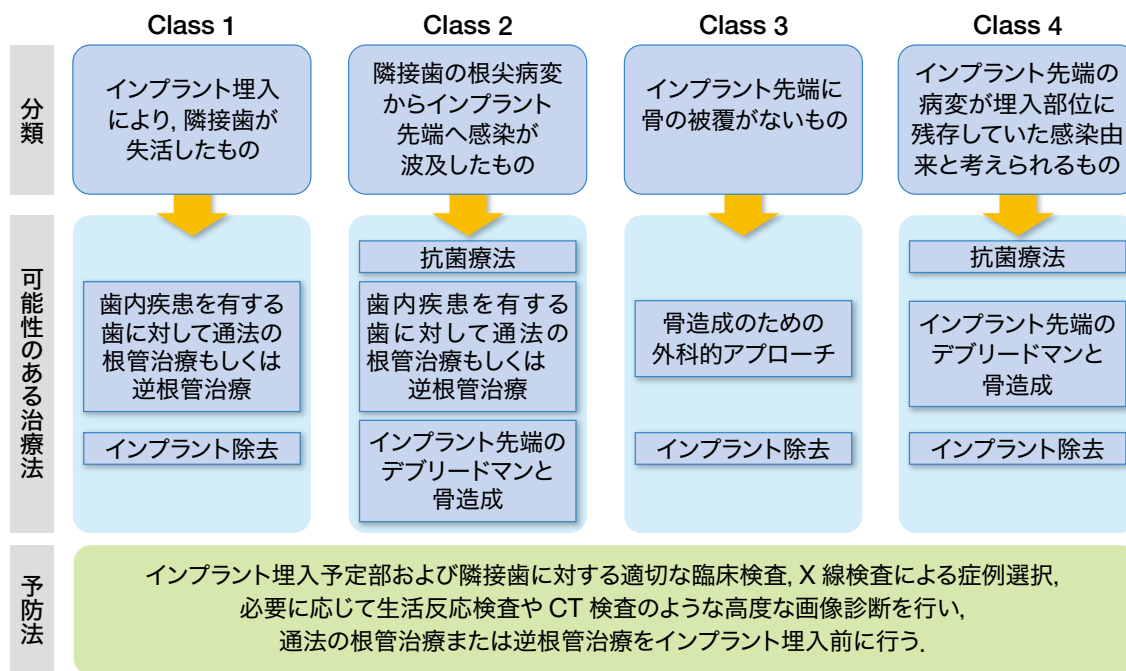 Class 1
Class 2
Class 3
Class 4
分類
インプラント埋入
により, 隣接歯が
失活したもの
隣接歯の根尖病変
からインプラント
先端へ感染が
波及したもの
インプラント先端に
骨の被覆がないもの
インプラント先端の
病変が埋入部位に
残存していた感染由
来と考えられるもの
可能性のある治療法
歯内疾患を有する
歯に対して通法の
根管治療もしくは
逆根管治療
インプラント除去
抗菌療法
歯内疾患を有する
歯に対して通法の
根管治療もしくは
逆根管治療
インプラント先端の
デブリードマンと
骨造成
骨造成のための
外科的アプローチ
インプラント除去
抗菌療法
インプラント先端の
デブリードマンと
骨造成
インプラント除去
予防法
インプラント埋入予定部および隣接歯に対する適切な臨床検査, X 線検査による症例選択,
必要に応じて生活反応検査や CT 検査のような高度な画像診断を行い,
通法の根管治療または逆根管治療をインプラント埋入前に行う.